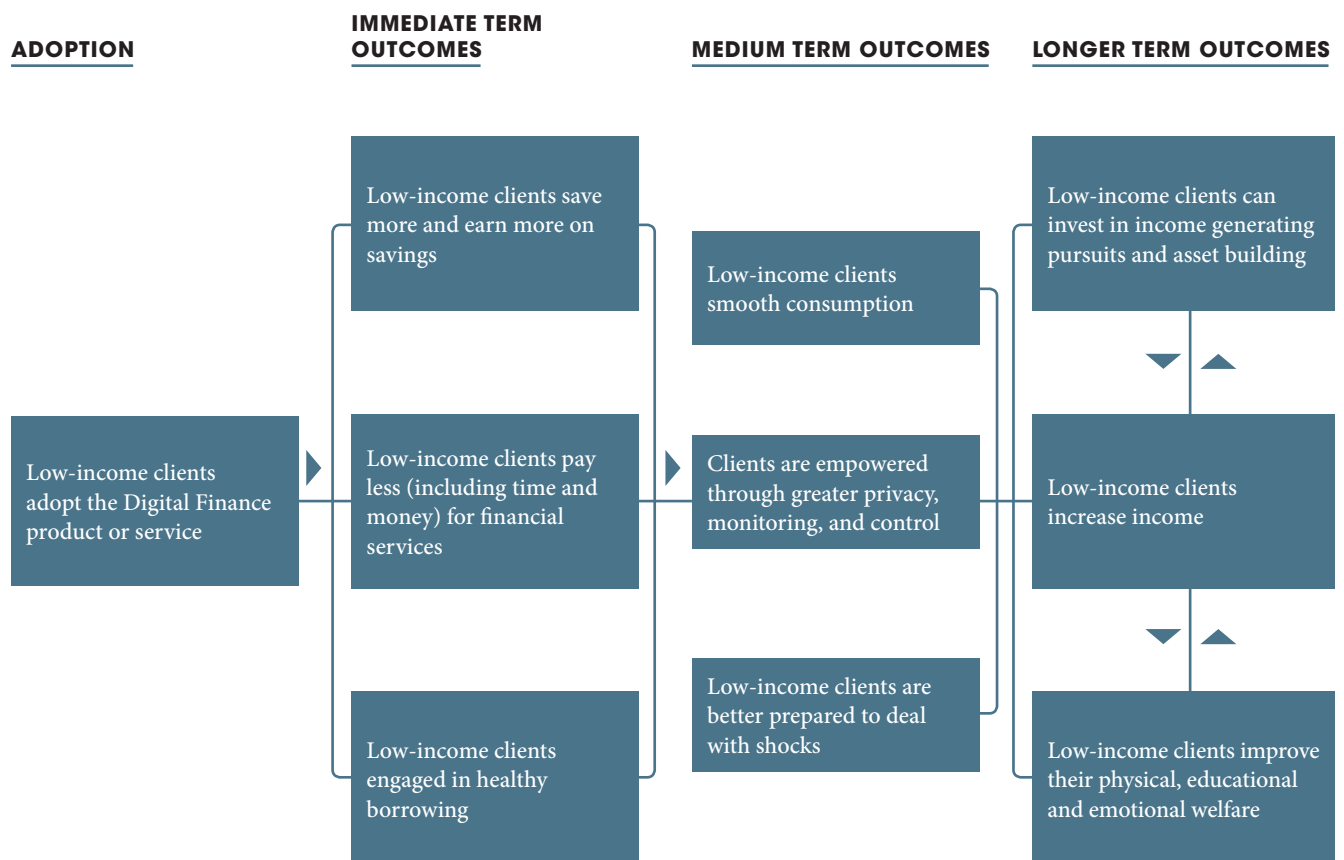 ADOPTION
IMMEDIATE TERM
OUTCOMES
MEDIUM TERM OUTCOMES
LONGER TERM OUTCOMES
Low-income clients
adopt the Digital Finance
product or service
Low-income clients save
more and earn more on
savings
Low-income clients pay
less (including time and
money) for financial
services
Low-income clients
engaged in healthy
borrowing
Low-income clients
smooth consumption
Clients are empowered
through greater privacy,
monitoring, and control
Low-income clients are
better prepared to deal
with shocks
Low-income clients can
invest in income generating
pursuits and asset building
Low-income clients
increase income
Low-income clients improve
their physical, educational
and emotional welfare